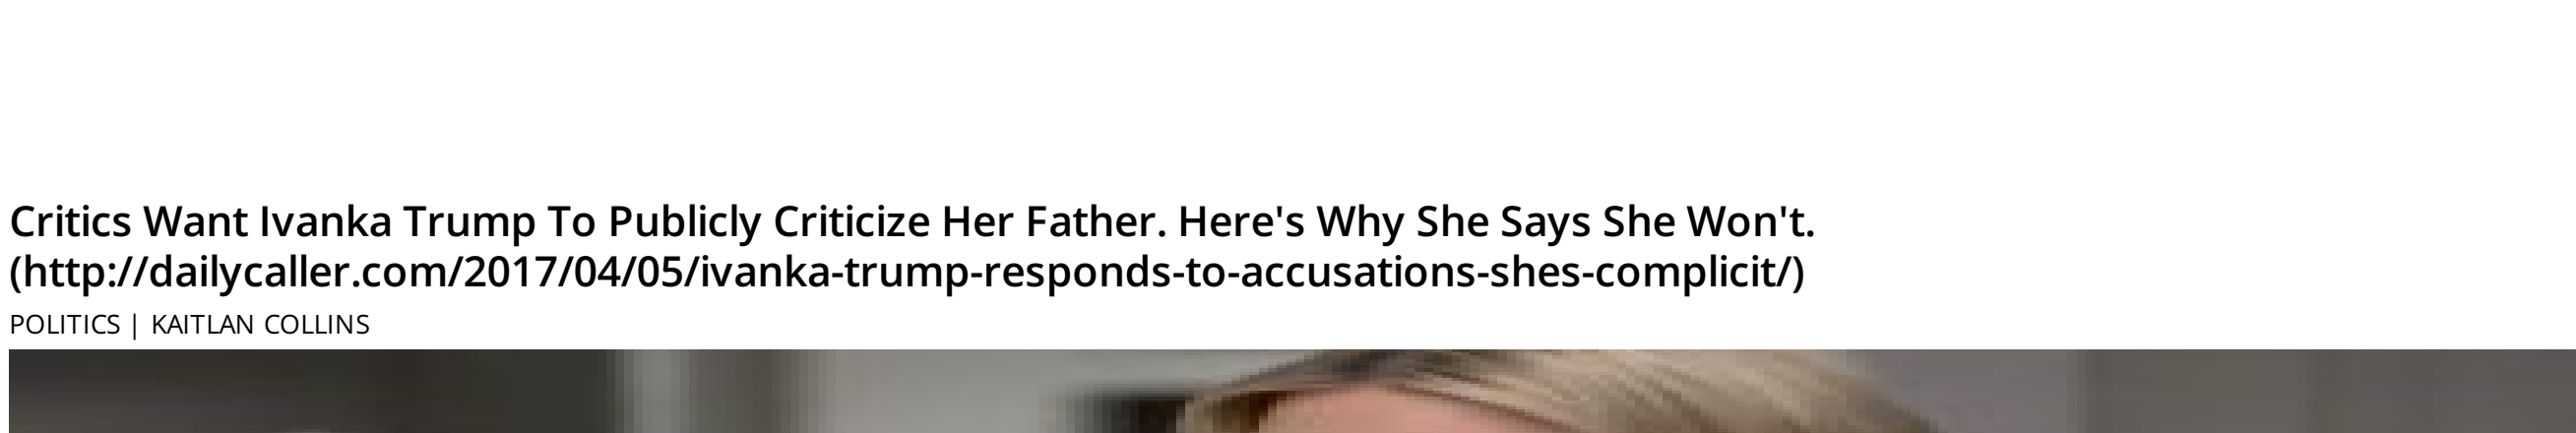 Critics Want Ivanka Trump To Publicly Criticize Her Father. Here's Why She Says She Won't.
(http://dailycaller.com/2017/04/05/ivanka-trump-responds-to-accusations-shes-complicit/)
POLITICS | KAITLAN COLLINS